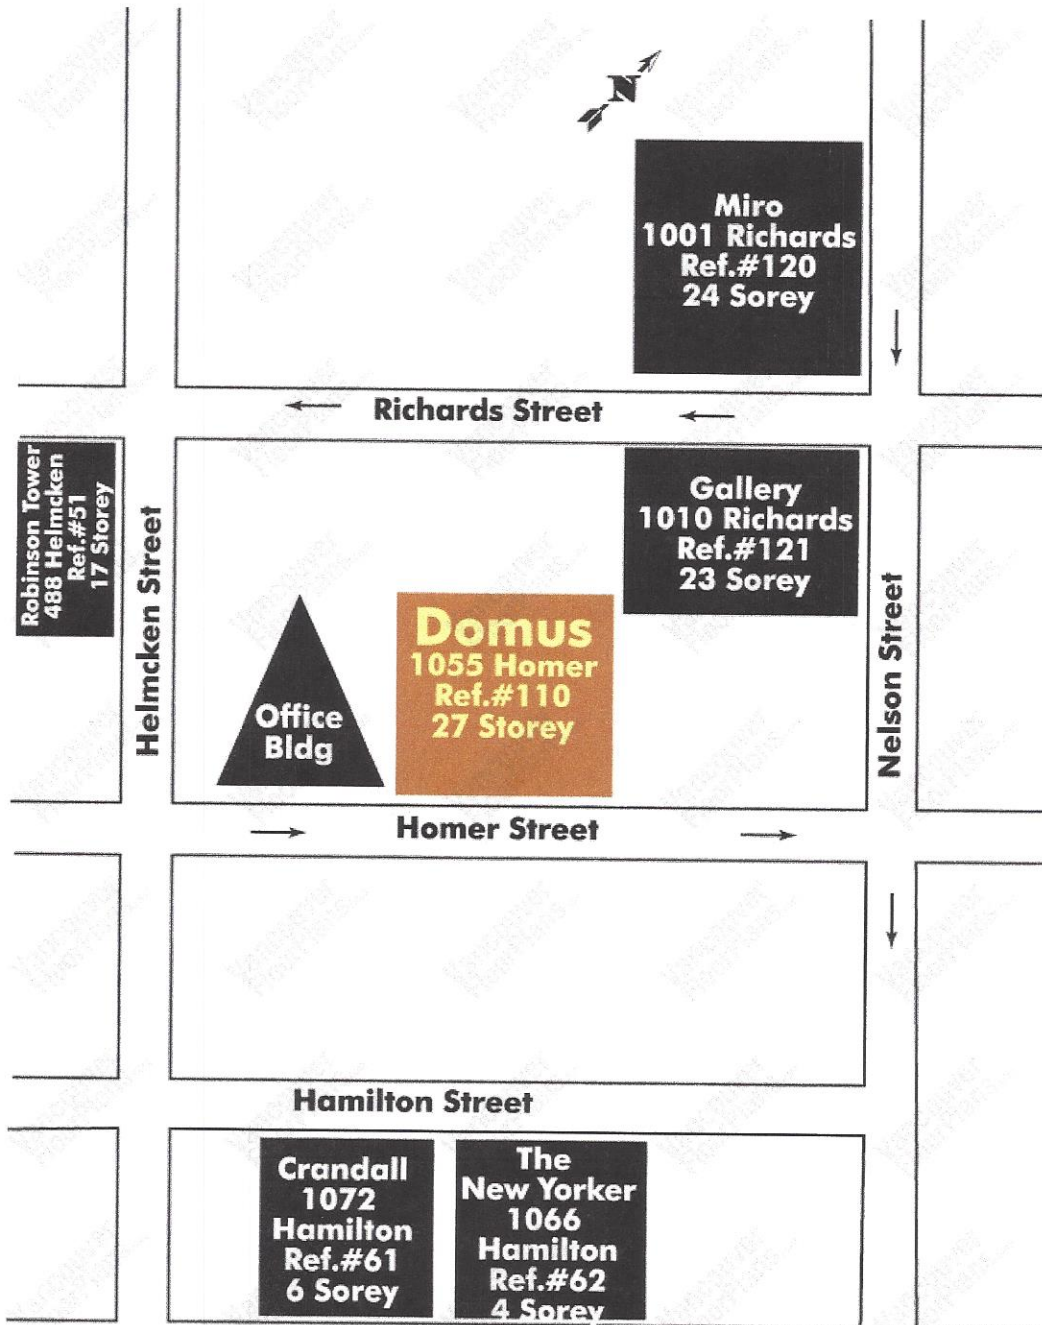 N
Miro
1001 Richards
Ref.#120
24 Sorey
Richards Street
Robinson Tower
488 Helmcken
Ref.#51
17 Storey
Helmcken Street
Gallery
1010 Richards
Ref.#121
23 Sorey
Domus
1055 Homer
Ref.#110
27 Storey
Office
Bldg
Nelson Street
Homer Street
Hamilton Street
Crandall
1072
Hamilton
Ref.#61
6 Sorey
The
New Yorker
1066
Hamilton
Ref.#62
4 Sorey